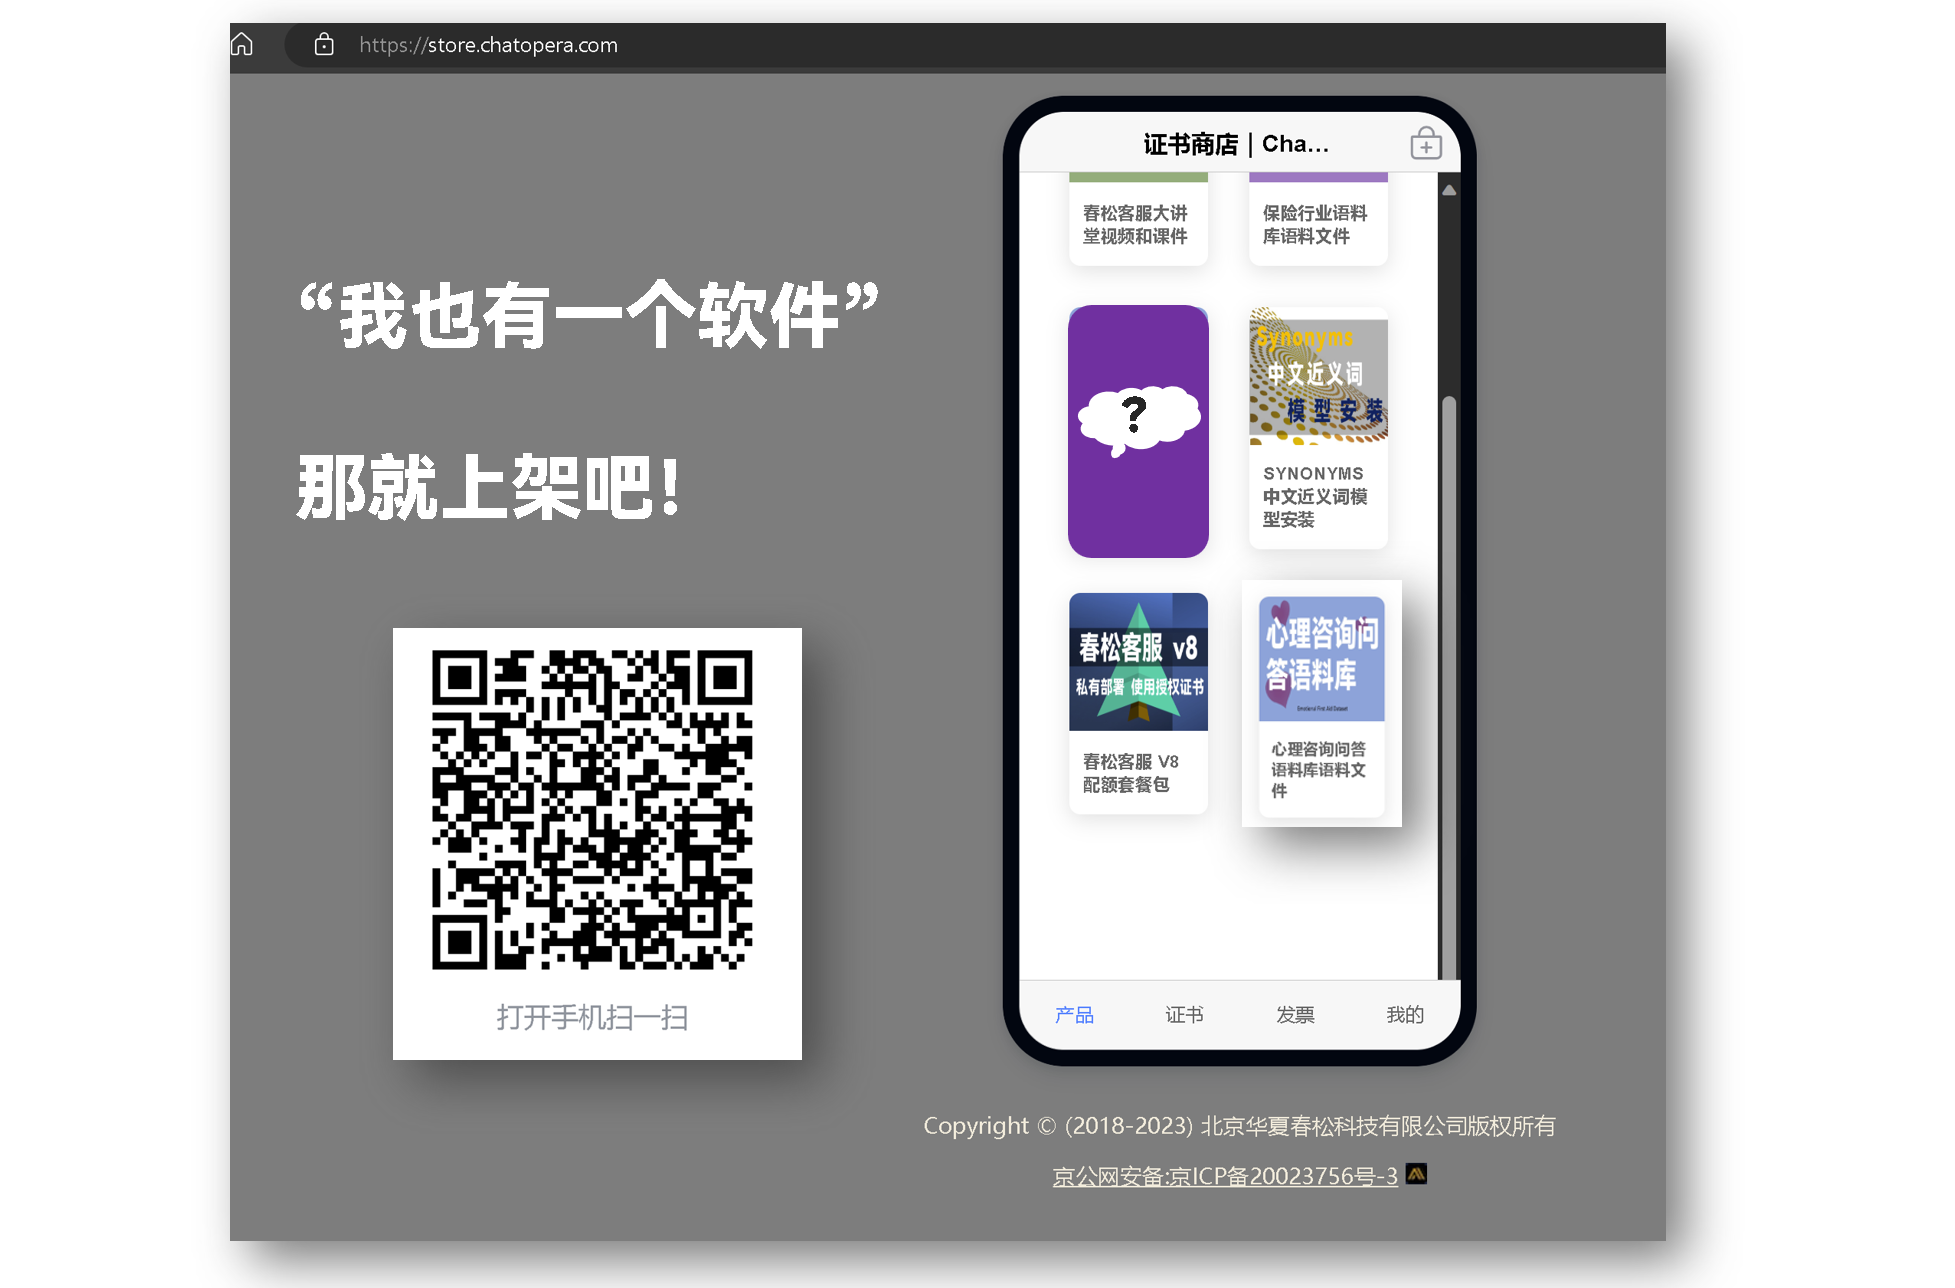 https://store.chatopera.com
“我也有一个软件”
那就上架吧！
打开手机扫一扫
证书商店 | Cha...
春松客服大讲
堂视频和课件
保险行业语料
库语料文件
?
Synonyms
中文近义词
模型安装
SYNONYMS
中文近义词模
型安装
春松客服 v8
私有部署 使用授权证书
春松客服 V8
配额套餐包
心理咨询问
答语料库
Emotional First Aid Dataset
心理咨询问答
语料库语料文
件
产品
证书
发票
我的
Copyright © (2018-2023) 北京华夏春松科技有限公司版权所有
京公网安备:京ICP备20023756号-3